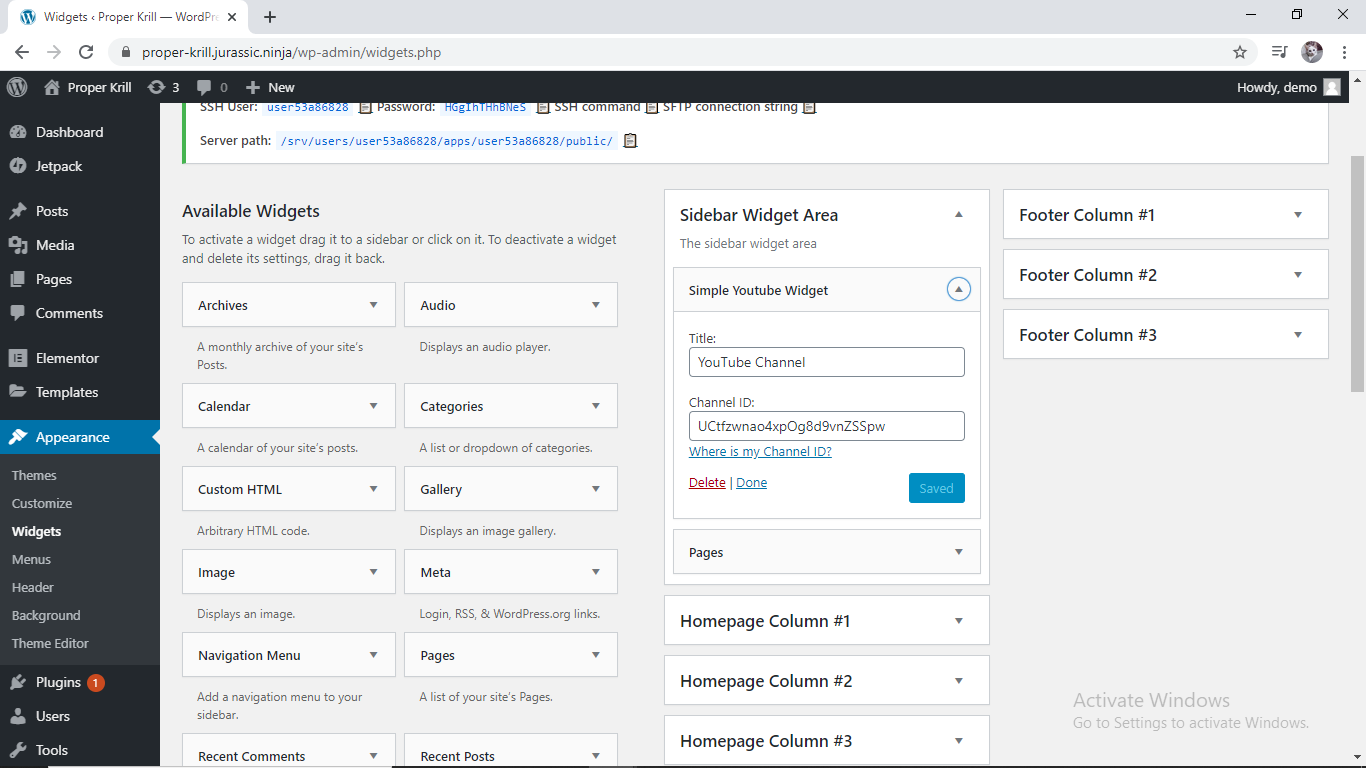 Widgets ‹ Proper Krill — WordPre
proper-krill.jurassic.ninja/wp-admin/widgets.php
Proper Krill 3 0 New
Howdy, demo
SSH User: user53a86828 Password: HGgIhTHhBNeS SSH command SFTP connection string
Server path: /srv/users/user53a86828/apps/user53a86828/public/
Dashboard
Jetpack
Posts
Media
Pages
Comments
Elementor
Templates
Appearance
Themes
Customize
Widgets
Menus
Header
Background
Theme Editor
Plugins 1
Users
Tools
Available Widgets
To activate a widget drag it to a sidebar or click on it. To deactivate a widget
and delete its settings, drag it back.
Archives
A monthly archive of your site's
Posts.
Audio
Displays an audio player.
Calendar
A calendar of your site's posts.
Categories
A list or dropdown of categories.
Custom HTML
Arbitrary HTML code.
Gallery
Displays an image gallery.
Image
Displays an image.
Meta
Login, RSS, & WordPress.org links.
Navigation Menu
Add a navigation menu to your
sidebar.
Pages
A list of your site's Pages.
Recent Comments
Recent Posts
Sidebar Widget Area
The sidebar widget area
Simple Youtube Widget
Title:
YouTube Channel
Channel ID:
UCtfzwnao4xpOg8d9vnZSSpw
Where is my Channel ID?
Delete | Done
Saved
Pages
Homepage Column #1
Homepage Column #2
Homepage Column #3
Footer Column #1
Footer Column #2
Footer Column #3
Activate Windows
Go to Settings to activate Windows.